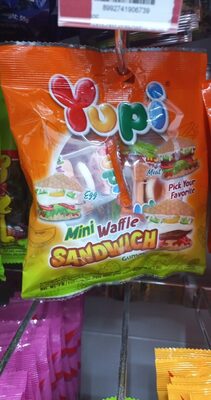 8992741906739
Yupi
Egg
Meat
Pick Your
Favorite
Mini Waffle
SANDWICH